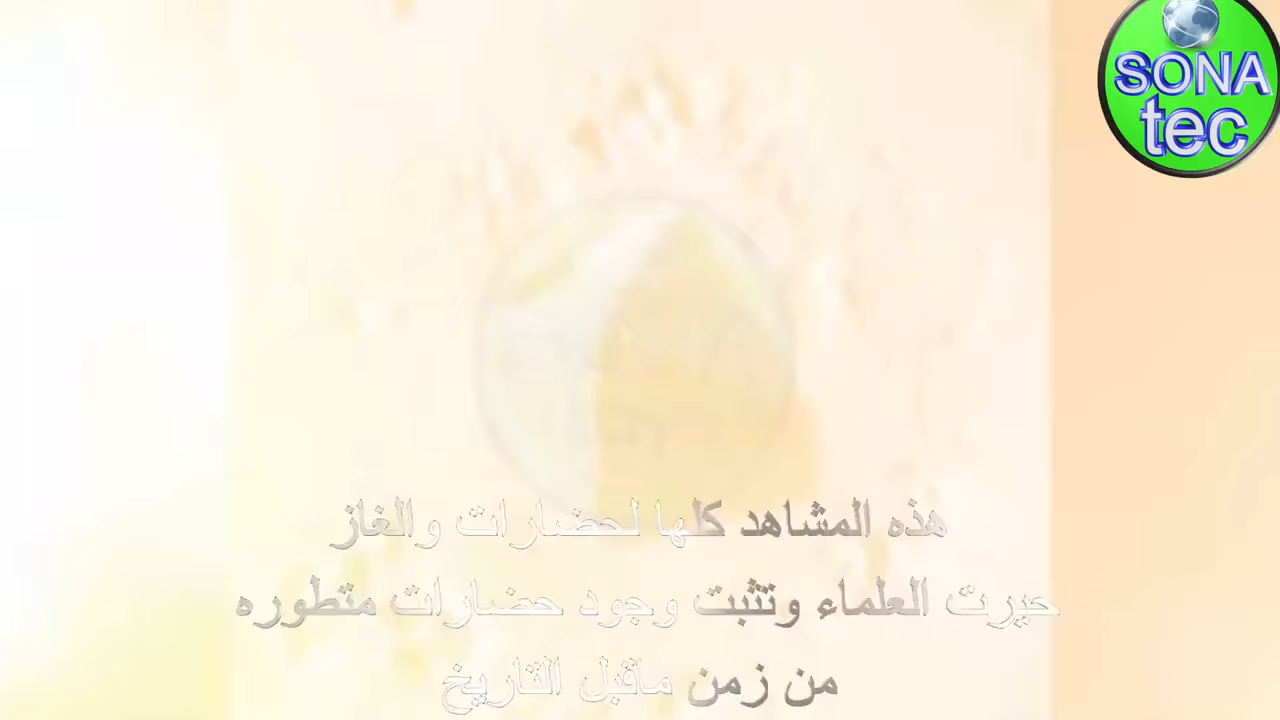 SONA
tec
هذه المشاهد كلها لحضارات والغاز
حيرت العلماء وتثبت وجود حضارات متطوره
من زمن ماقبل التاريخ